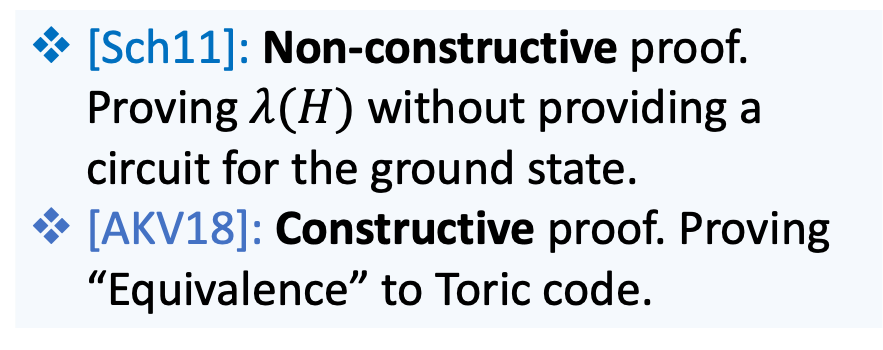 ❖ [Sch11]: Non-constructive proof.
Proving λ(H) without providing a
circuit for the ground state.
❖ [AKV18]: Constructive proof. Proving
“Equivalence” to Toric code.